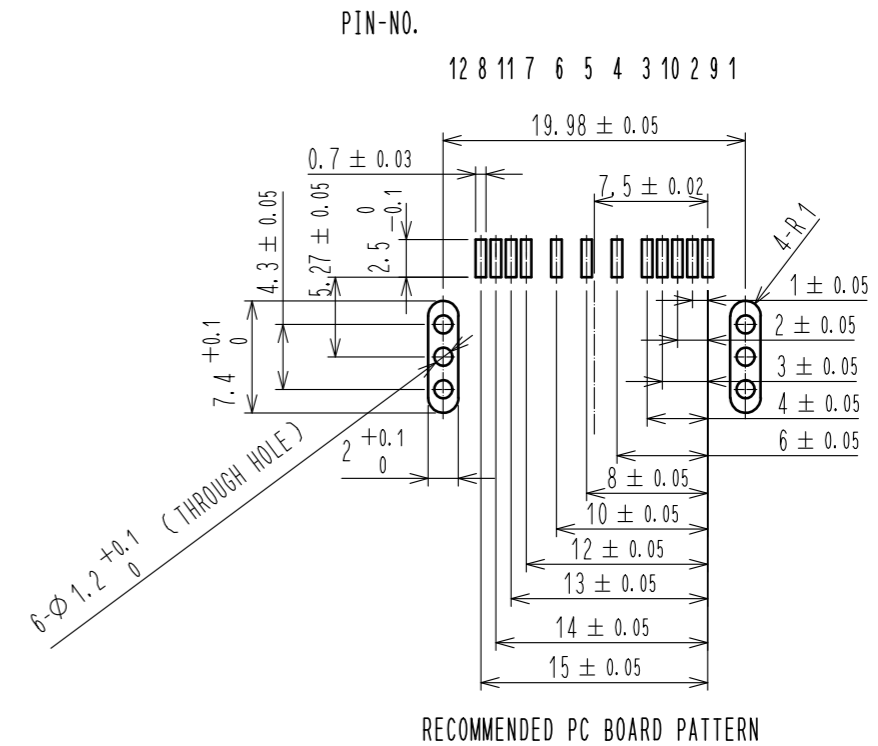 PIN-NO.
12 8 11 7 6 5 4 3 10 2 9 1
19.98 ± 0.05
0.7 ± 0.03
7.5 ± 0.02
4.3 ± 0.05
5.27 ± 0.05
2.5 0 -0.1
4-R1
1 ± 0.05
2 ± 0.05
7.4 +0.1 0
3 ± 0.05
4 ± 0.05
2 +0.1 0
6 ± 0.05
8 ± 0.05
6-Ø1.2 +0.1 0 (THROUGH HOLE)
10 ± 0.05
12 ± 0.05
13 ± 0.05
14 ± 0.05
15 ± 0.05
RECOMMENDED PC BOARD PATTERN